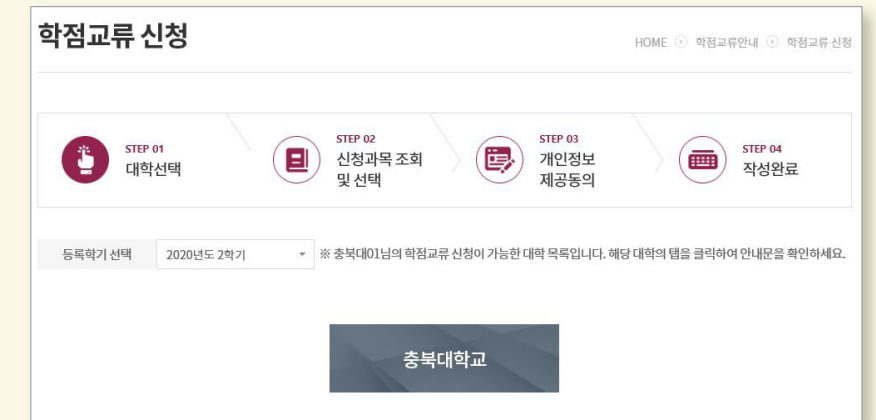 학점교류 신청
HOME 학점교류안내 학점교류 신청
STEP 01
대학선택
STEP 02
신청과목 조회
및 선택
STEP 03
개인정보
제공동의
STEP 04
작성완료
등록학기 선택 2020년도 2학기 ※ 충북대01님의 학점교류 신청이 가능한 대학 목록입니다. 해당 대학의 탭을 클릭하여 안내문을 확인하세요.
충북대학교